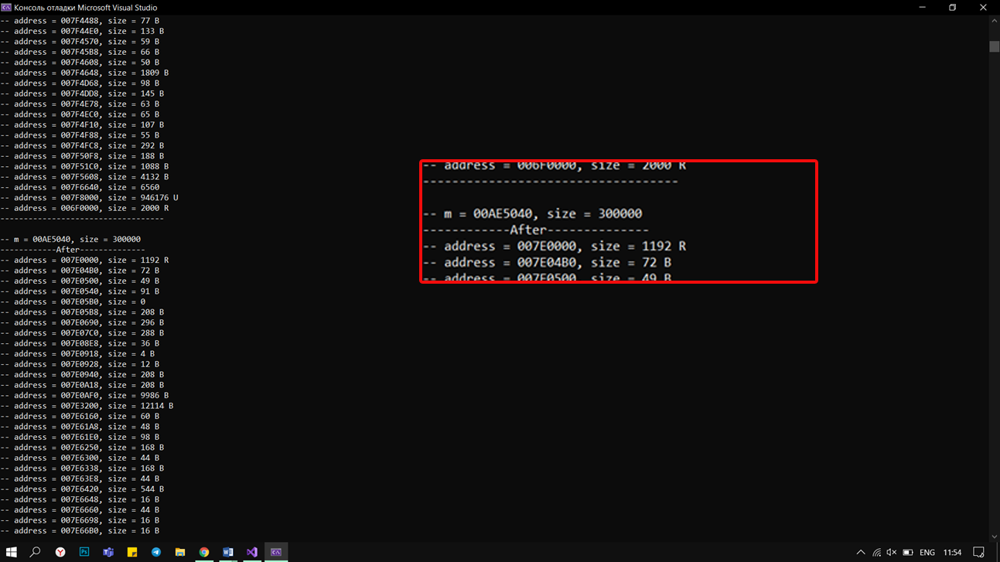 Консоль отладки Microsoft Visual Studio
-- address = 007F4488, size = 77 B
-- address = 007F44E0, size = 133 B
-- address = 007F4570, size = 59 B
-- address = 007F45B8, size = 66 B
-- address = 007F4608, size = 50 B
-- address = 007F4648, size = 1809 B
-- address = 007F4D68, size = 98 B
-- address = 007F4DD8, size = 145 B
-- address = 007F4E78, size = 63 B
-- address = 007F4EC0, size = 65 B
-- address = 007F4F10, size = 107 B
-- address = 007F4F88, size = 55 B
-- address = 007F4FC8, size = 292 B
-- address = 007F50F8, size = 188 B
-- address = 007F51C0, size = 1088 B
-- address = 007F5608, size = 4132 B
-- address = 007F6640, size = 6560
-- address = 007F8000, size = 946176 U
-- address = 006F0000, size = 2000 R
-----------------------------------
-- m = 00AE5040, size = 300000
------------After--------------
-- address = 007E0000, size = 1192 R
-- address = 007E04B0, size = 72 B
-- address = 007E0500, size = 49 B
-- address = 007E0540, size = 91 B
-- address = 007E05B0, size = 0
-- address = 007E05B8, size = 208 B
-- address = 007E0690, size = 296 B
-- address = 007E07C0, size = 288 B
-- address = 007E08E8, size = 36 B
-- address = 007E0918, size = 4 B
-- address = 007E0928, size = 12 B
-- address = 007E0940, size = 208 B
-- address = 007E0A18, size = 208 B
-- address = 007E0AF0, size = 9986 B
-- address = 007E3200, size = 12114 B
-- address = 007E6160, size = 60 B
-- address = 007E61A8, size = 48 B
-- address = 007E61E0, size = 98 B
-- address = 007E6250, size = 168 B
-- address = 007E6300, size = 44 B
-- address = 007E6338, size = 168 B
-- address = 007E63E8, size = 44 B
-- address = 007E6420, size = 544 B
-- address = 007E6648, size = 16 B
-- address = 007E6660, size = 44 B
-- address = 007E6698, size = 16 B
-- address = 007E66B0, size = 16 B
-- address = 006F0000, size = 2000 R
-----------------------------------
-- m = 00AE5040, size = 300000
------------After--------------
-- address = 007E0000, size = 1192 R
-- address = 007E04B0, size = 72 B
-- address = 007E0500, size = 49 B
ENG 11:54